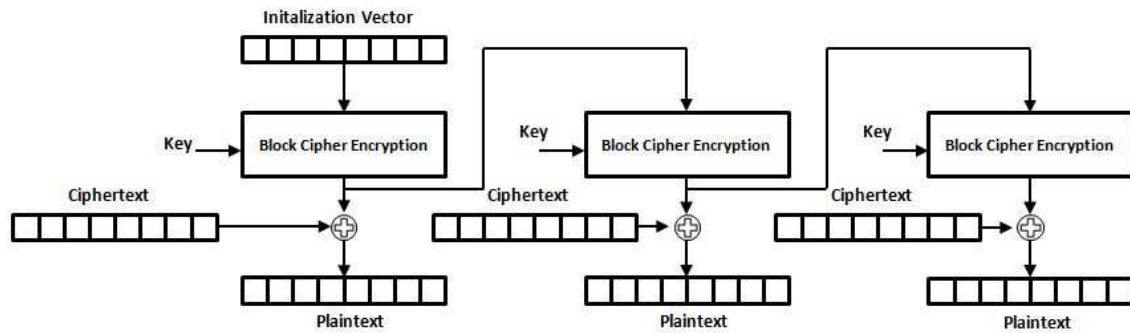 Initalization Vector
Key
Block Cipher Encryption
Key
Block Cipher Encryption
Key
Block Cipher Encryption
Ciphertext
Ciphertext
Ciphertext
Plaintext
Plaintext
Plaintext